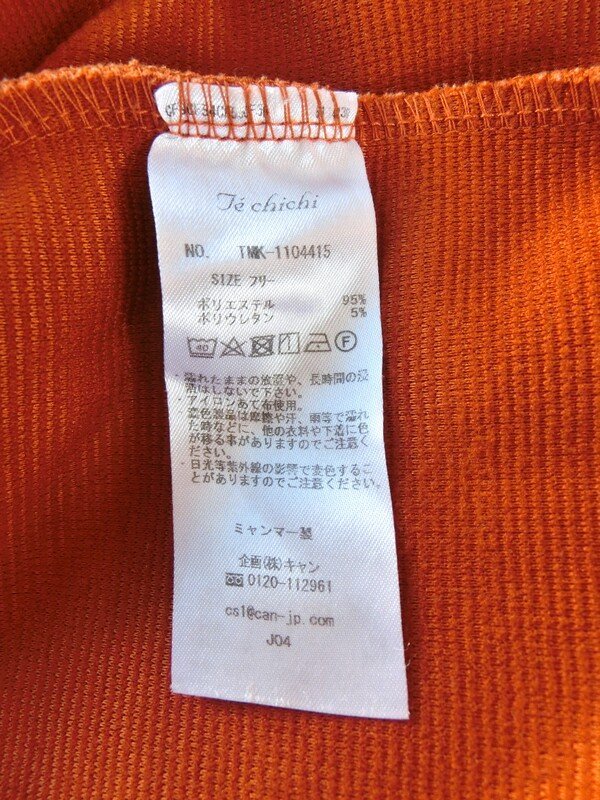 Té chichi
NO. TMK-1104415
SIZE フリー
ポリエステル 95%
ポリウレタン 5%
40
F
・濡れたままの放置や、長時間の浸
漬はしないで下さい。
・アイロンあて布使用。
・変色製品は摩擦や汗、雨等で濡れ
た時などに、他の衣料や下着に色
が移る事がありますのでご注意く
ださい。
・日光等紫外線の影響で変色するこ
とがありますのでご注意ください。
ミャンマー製
企画(株)キャン
0120-112961
cs1@can-jp.com
J04